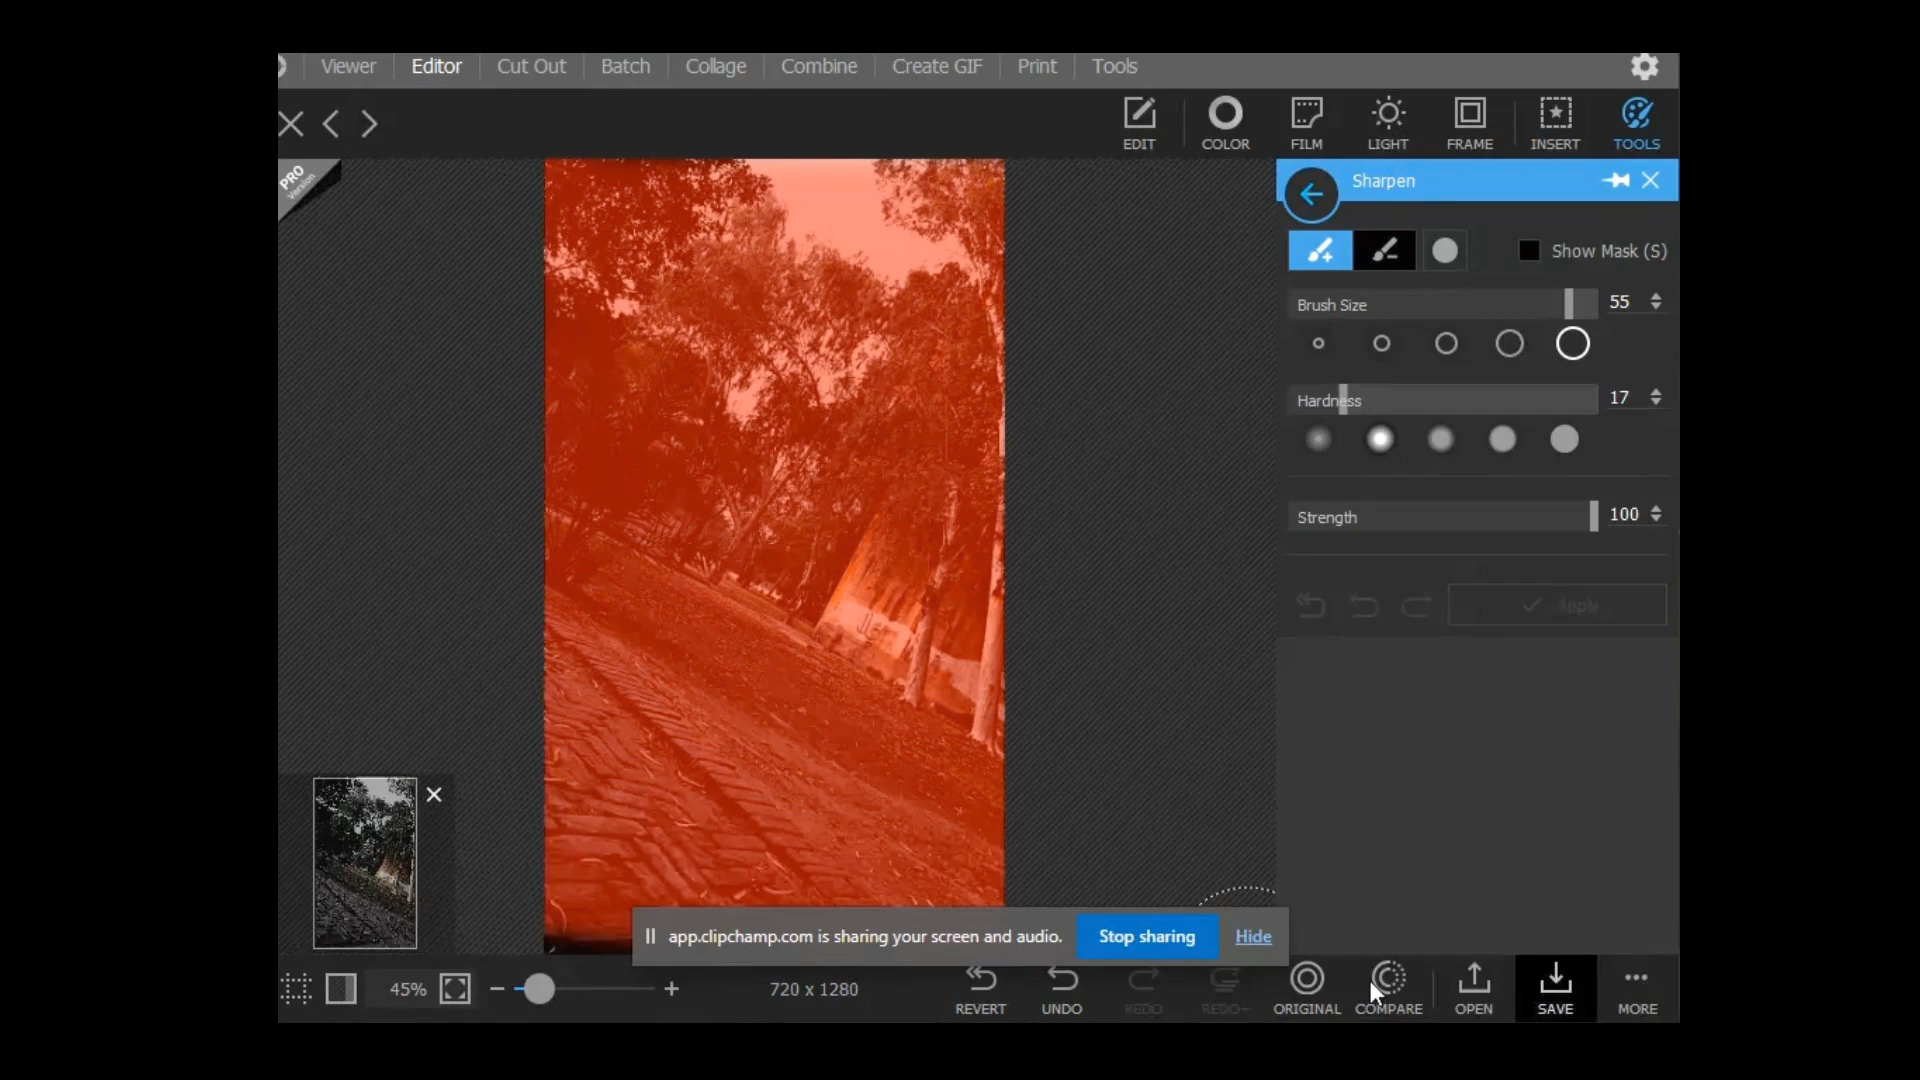 Viewer Editor Cut Out Batch Collage Combine Create GIF Print Tools
EDIT COLOR FILM LIGHT FRAME INSERT TOOLS
PRO
Version
Sharpen
Show Mask (S)
Brush Size 55
Hardness 17
Strength 100
Apply
app.clipchamp.com is sharing your screen and audio. Stop sharing Hide
45% 720 x 1280
REVERT UNDO REDO REDO~ ORIGINAL COMPARE OPEN SAVE MORE